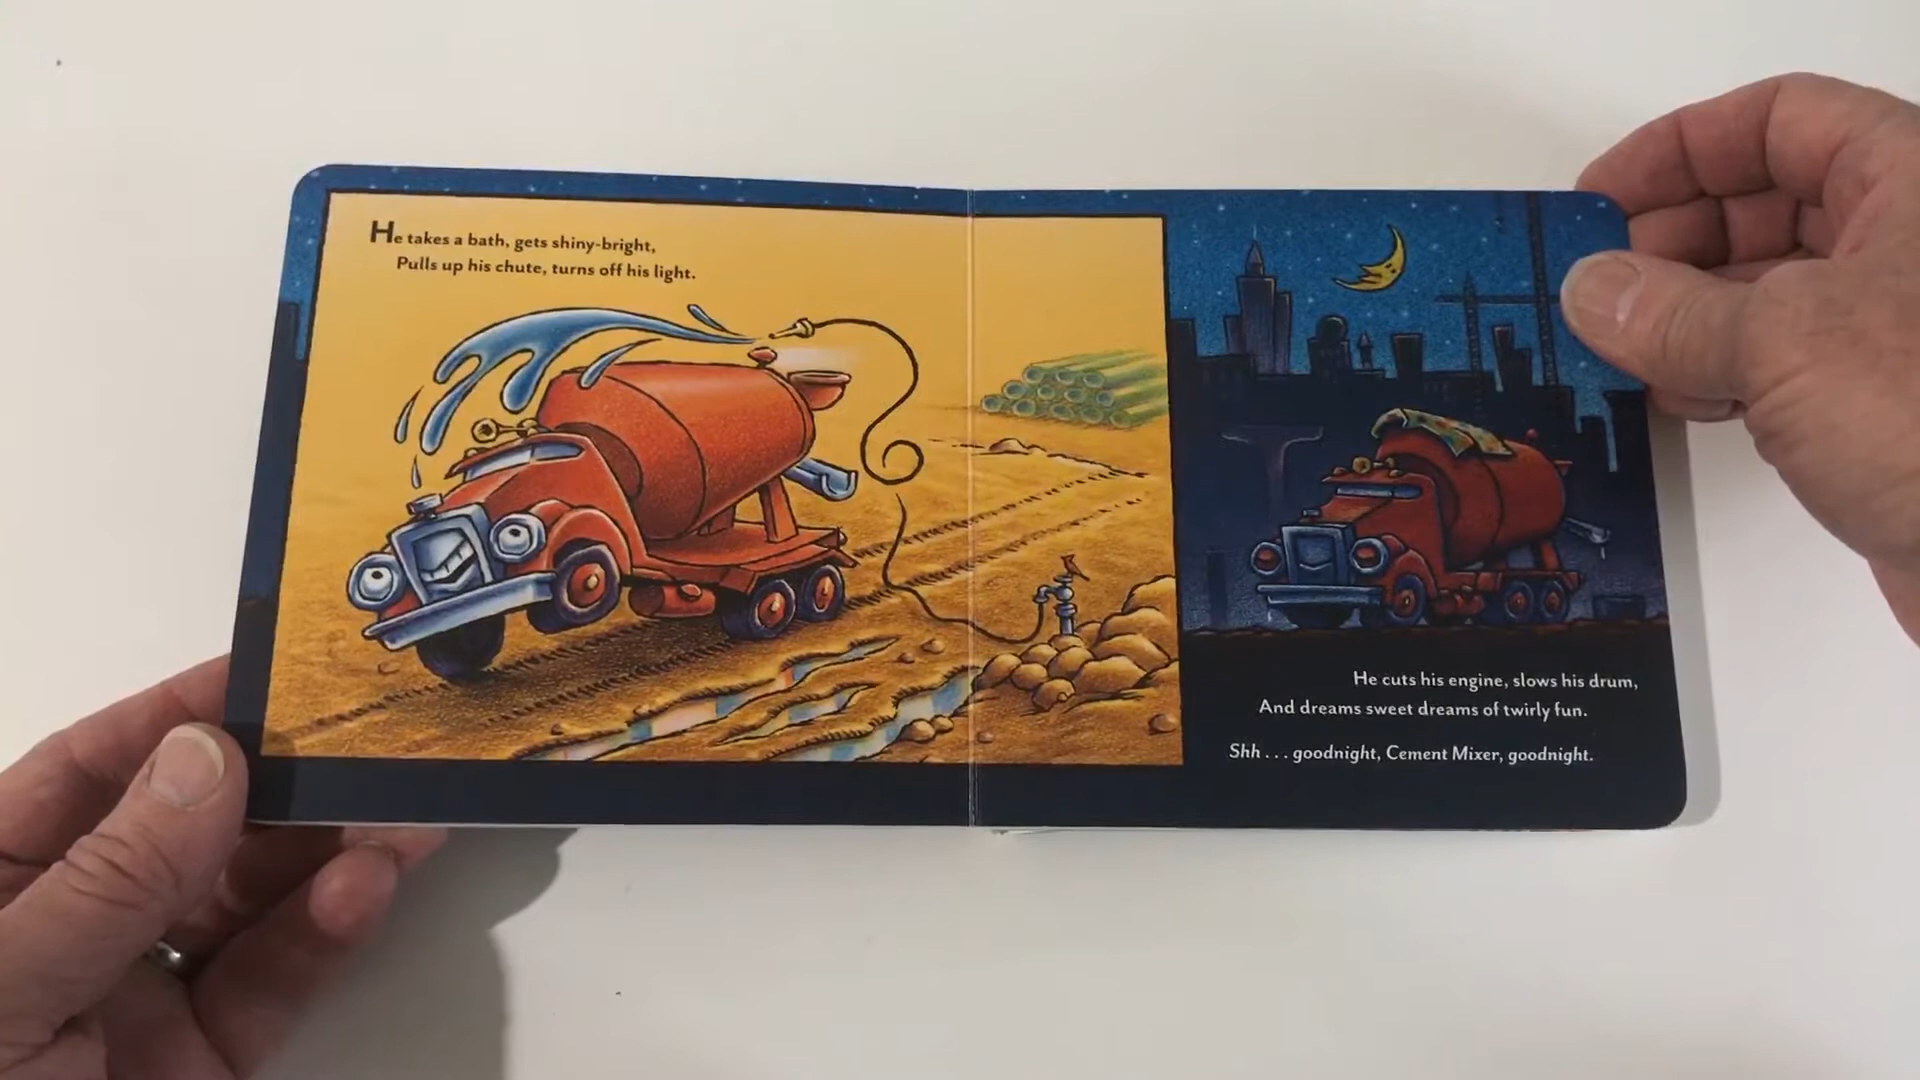 He takes a bath, gets shiny-bright,
Pulls up his chute, turns off his light.
He cuts his engine, slows his drum,
And dreams sweet dreams of twirly fun.
Shh . . . goodnight, Cement Mixer, goodnight.